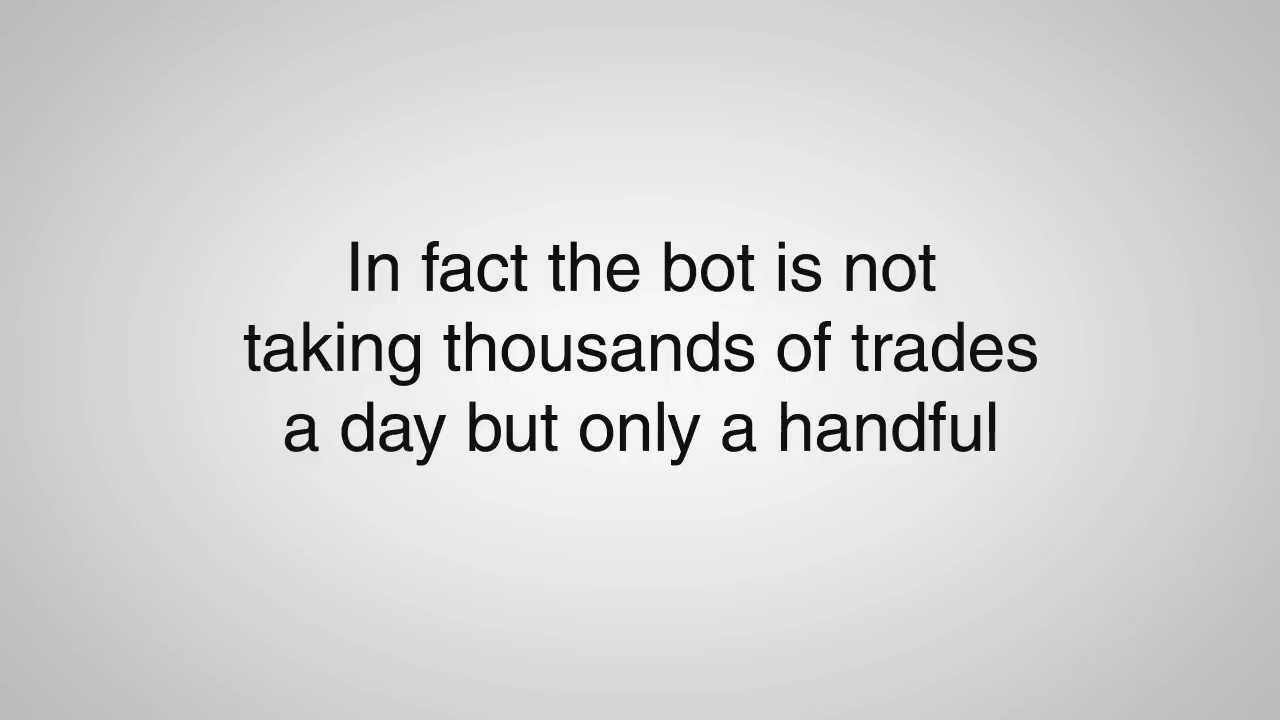 In fact the bot is not
taking thousands of trades
a day but only a handful